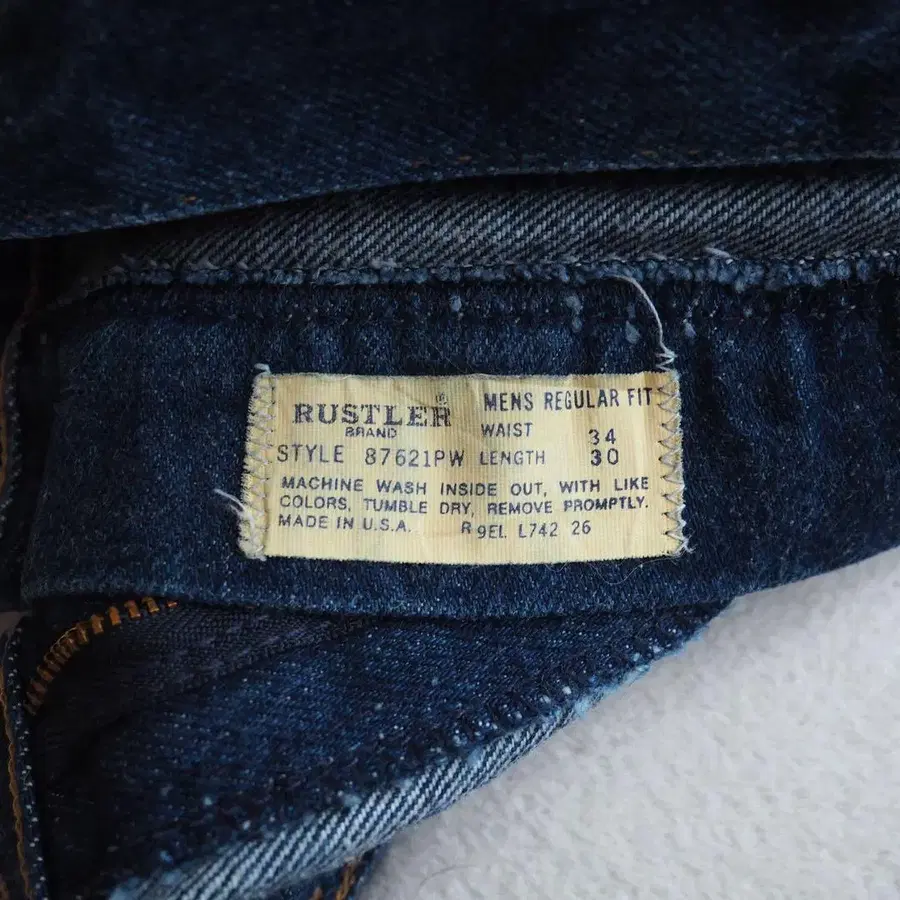 RUSTLER®
BRAND
STYLE 87621PW
MENS REGULAR FIT
WAIST 34
LENGTH 30
MACHINE WASH INSIDE OUT, WITH LIKE
COLORS, TUMBLE DRY, REMOVE PROMPTLY.
MADE IN U.S.A. R 9EL L742 26